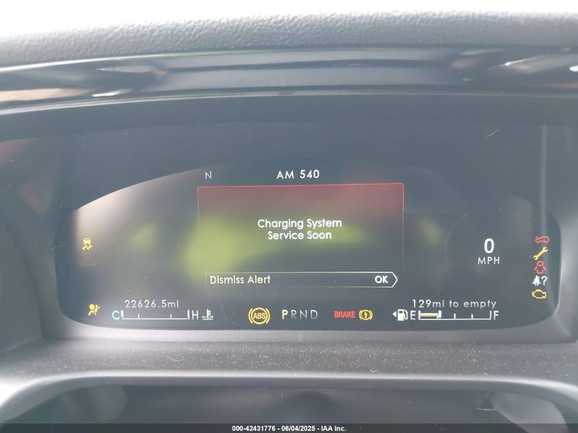 N AM 540
Charging System
Service Soon
0
MPH
Dismiss Alert OK
22626.5mi 129mi to empty
C H ABS PRND BRAKE E F
000-42431776 - 06/04/2025 - IAA Inc.